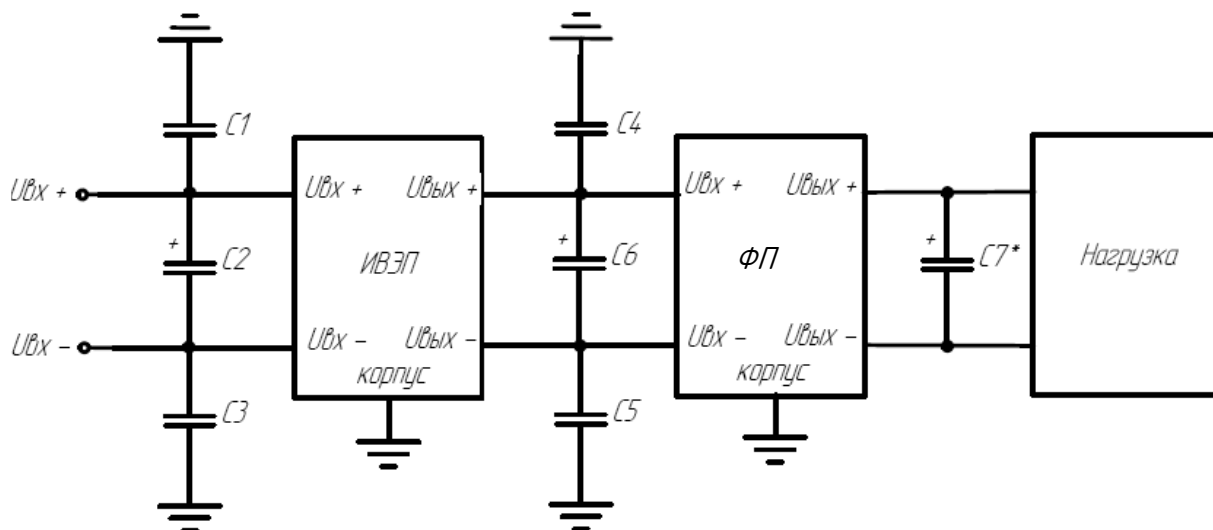 C1
C4
Uвх +
Uвх +
Uвых +
Uвх +
Uвых +
+
C2
ИВЭП
+
C6
ФП
+
C7*
Нагрузка
Uвх -
Uвх -
Uвых -
Uвх -
Uвых -
корпус
корпус
C3
C5